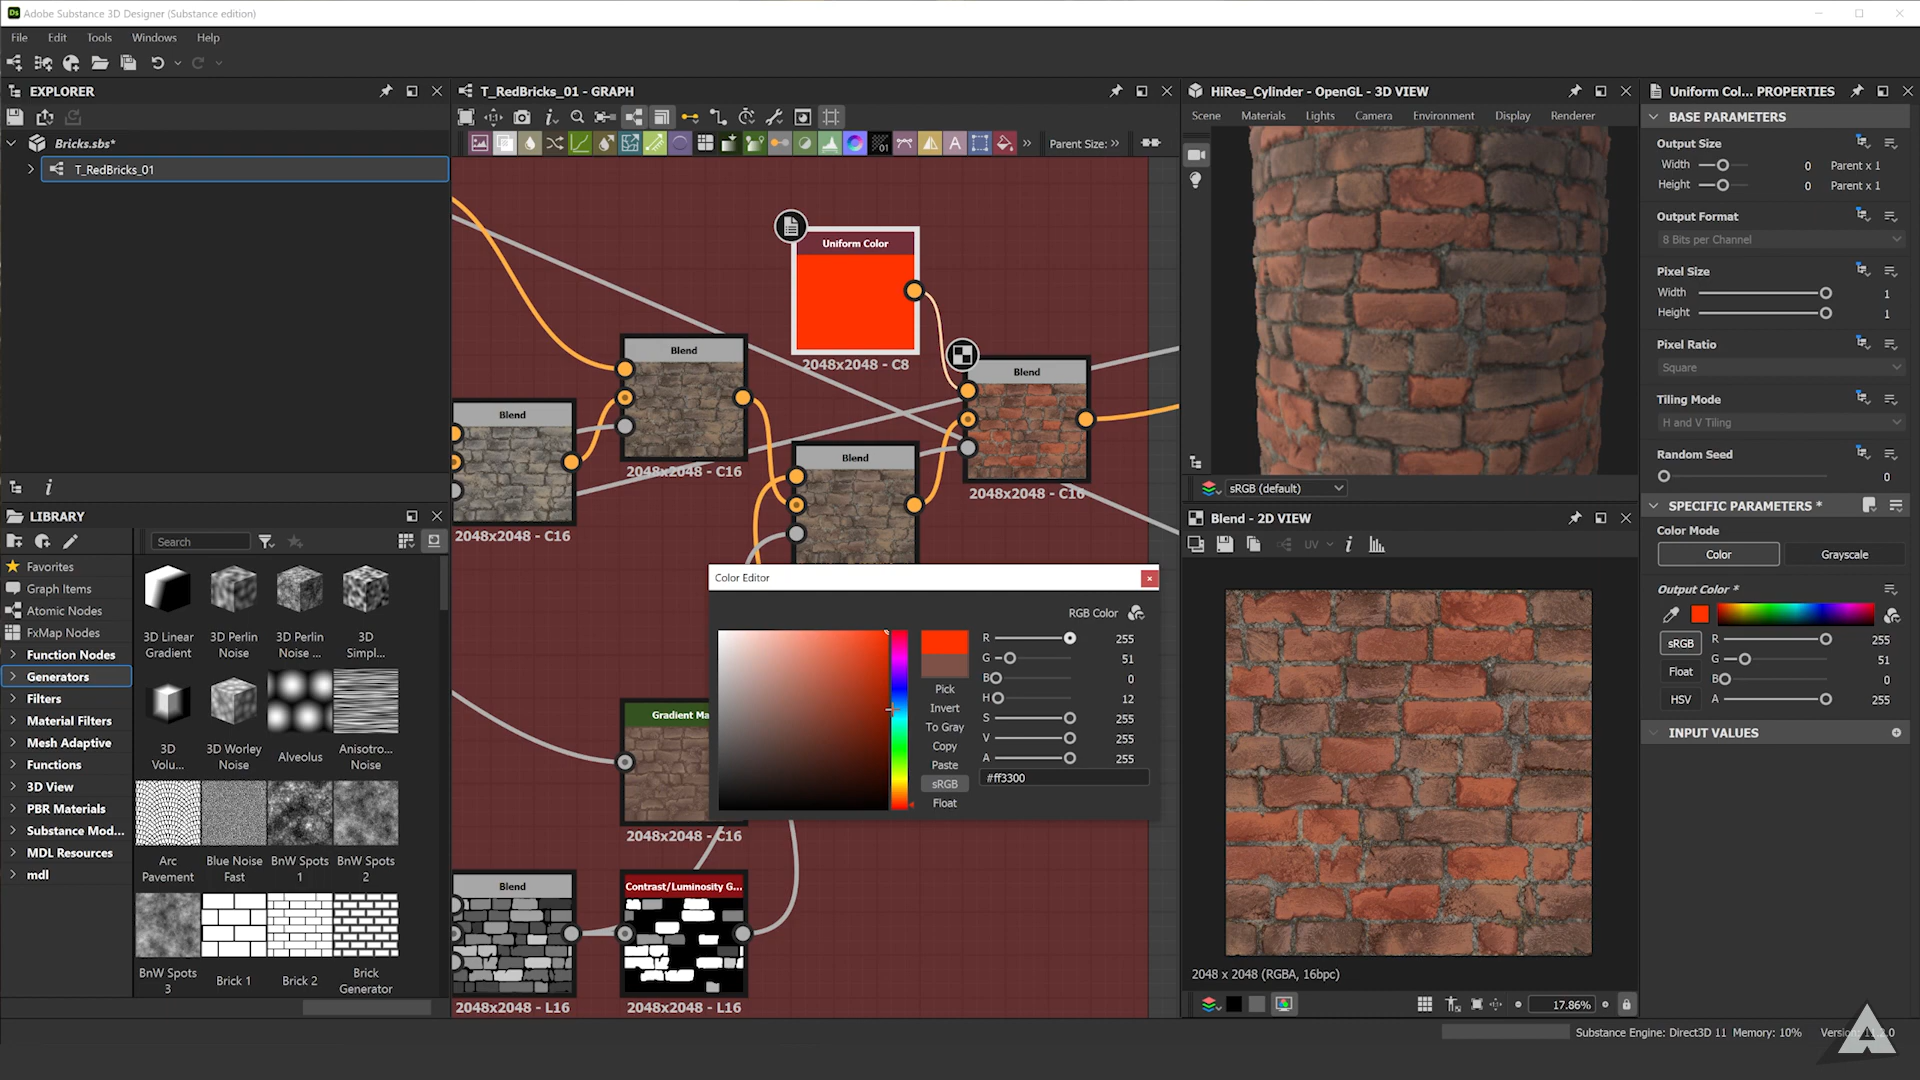 Ds Adobe Substance 3D Designer (Substance edition)
File Edit Tools Windows Help
EXPLORER
Bricks.sbs*
T_RedBricks_01
LIBRARY
Search
Favorites
Graph Items
Atomic Nodes
FxMap Nodes
Function Nodes
Generators
Filters
Material Filters
Mesh Adaptive
Functions
3D View
PBR Materials
Substance Mod...
MDL Resources
mdl
3D Linear Gradient
3D Perlin Noise
3D Perlin Noise ...
3D Simpl...
3D Volu...
3D Worley Noise
Alveolus
Anisotro... Noise
Arc Pavement
Blue Noise Fast
BnW Spots 1
BnW Spots 2
BnW Spots 3
Brick 1
Brick 2
Brick Generator
T_RedBricks_01 - GRAPH
Parent Size: >>
Uniform Color
2048x2048 - C8
Blend
2048x2048 - C16
Blend
2048x2048 - C16
Blend
2048x2048 - C16
Blend
Gradient Ma
2048x2048 - C16
Blend
2048x2048 - L16
Contrast/Luminosity G...
2048x2048 - L16
Color Editor
RGB Color
R 255
G 51
B 0
H 12
S 255
V 255
A 255
#ff3300
Pick
Invert
To Gray
Copy
Paste
sRGB
Float
HiRes_Cylinder - OpenGL - 3D VIEW
Scene Materials Lights Camera Environment Display Renderer
sRGB (default)
Blend - 2D VIEW
UV
2048 x 2048 (RGBA, 16bpc)
17.86%
Uniform Col... PROPERTIES
BASE PARAMETERS
Output Size
Width 0 Parent x 1
Height 0 Parent x 1
Output Format
8 Bits per Channel
Pixel Size
Width 1
Height 1
Pixel Ratio
Square
Tiling Mode
H and V Tiling
Random Seed
0
SPECIFIC PARAMETERS *
Color Mode
Color Grayscale
Output Color *
sRGB R 255
G 51
Float B 0
HSV A 255
INPUT VALUES
Substance Engine: Direct3D 11 Memory: 10%